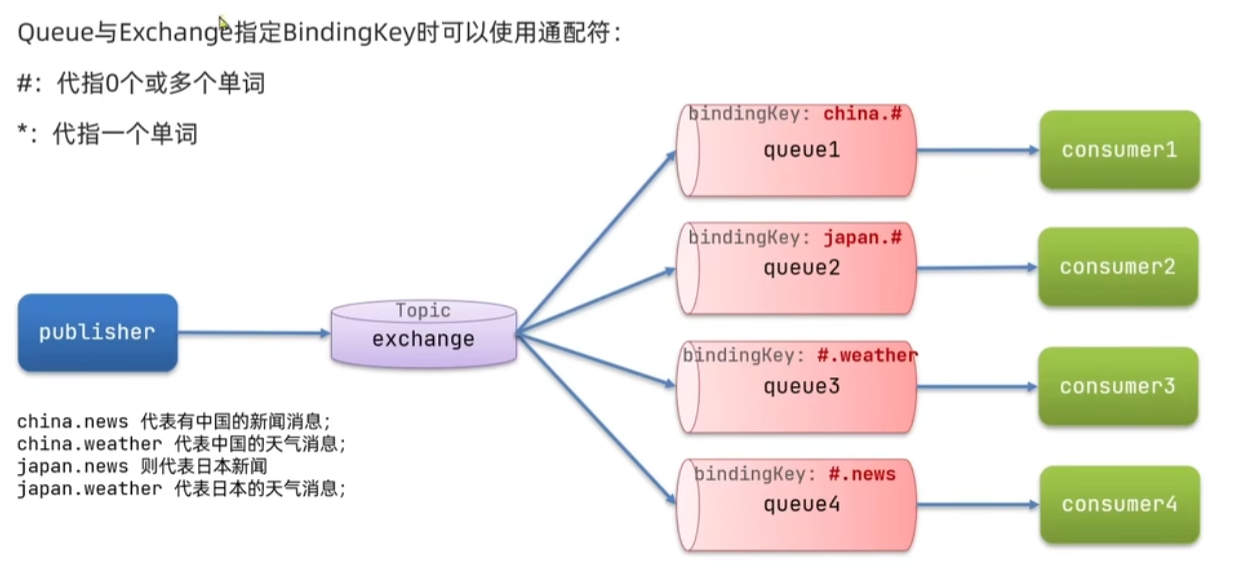 Queue与Exchange指定BindingKey时可以使用通配符：
#：代指0个或多个单词
*：代指一个单词
bindingKey: china.#
queue1
consumer1
bindingKey: japan.#
queue2
consumer2
publisher
Topic
exchange
bindingKey: #.weather
queue3
consumer3
china.news 代表有中国的新闻消息；
china.weather 代表中国的天气消息；
japan.news 则代表日本新闻
japan.weather 代表日本的天气消息；
bindingKey: #.news
queue4
consumer4